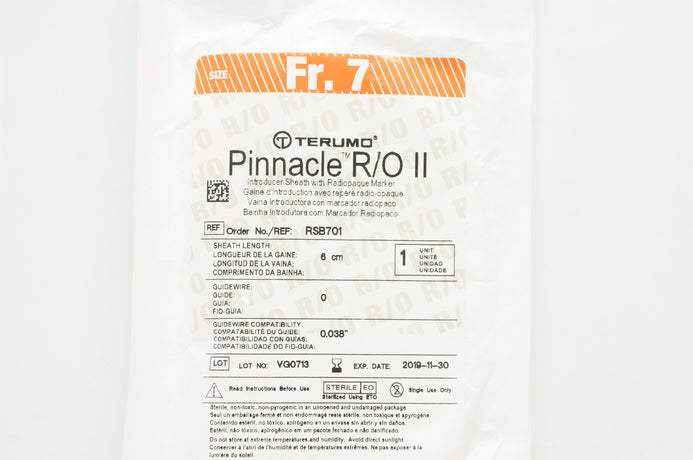 SIZE Fr. 7
TERUMO®
Pinnacle™ R/O II
Introducer Sheath with Radiopaque Marker
Gaine d'introduction avec repère radio-opaque
Vaina introductora con marcador radiopaco
Bainha Introdutora com Marcador Radiopaco
REF Order No./REF: RSB701
SHEATH LENGTH:
LONGUEUR DE LA GAINE:
LONGITUD DE LA VAINA:
COMPRIMENTO DA BAINHA:
6 cm
1 UNIT
UNITÉ
UNIDAD
UNIDADE
GUIDEWIRE:
GUIDE:
GUIA:
FIO-GUIA:
0
GUIDEWIRE COMPATIBILITY:
COMPATABILITÉ DU GUIDE:
COMPATIBILIDAD CON GUÍAS:
COMPATIBILIDADE DO FIO-GUIA:
0.038"
LOT LOT NO: VG0713 EXP. DATE: 2019-11-30
Read Instructions Before Use STERILE EO 2 Single Use Only
Sterilized Using ETO
Sterile, non-toxic, non-pyrogenic in an unopened and undamaged package.
Seul un emballage fermé et non endommagé reste stérile, non toxique et apyrogène.
Contenido estéril, no tóxico, apirógeno en un envase sin abrir y sin daños.
Estéril, não tóxico, apirogênico em um pacote fechado e não danificado.
Do not store at extreme temperatures and humidity. Avoid direct sunlight.
Conserver à l'abri de l'humidité et de températures extrêmes. Ne pas exposer à la
lumière du soleil.
R/O R/O R/O R/O